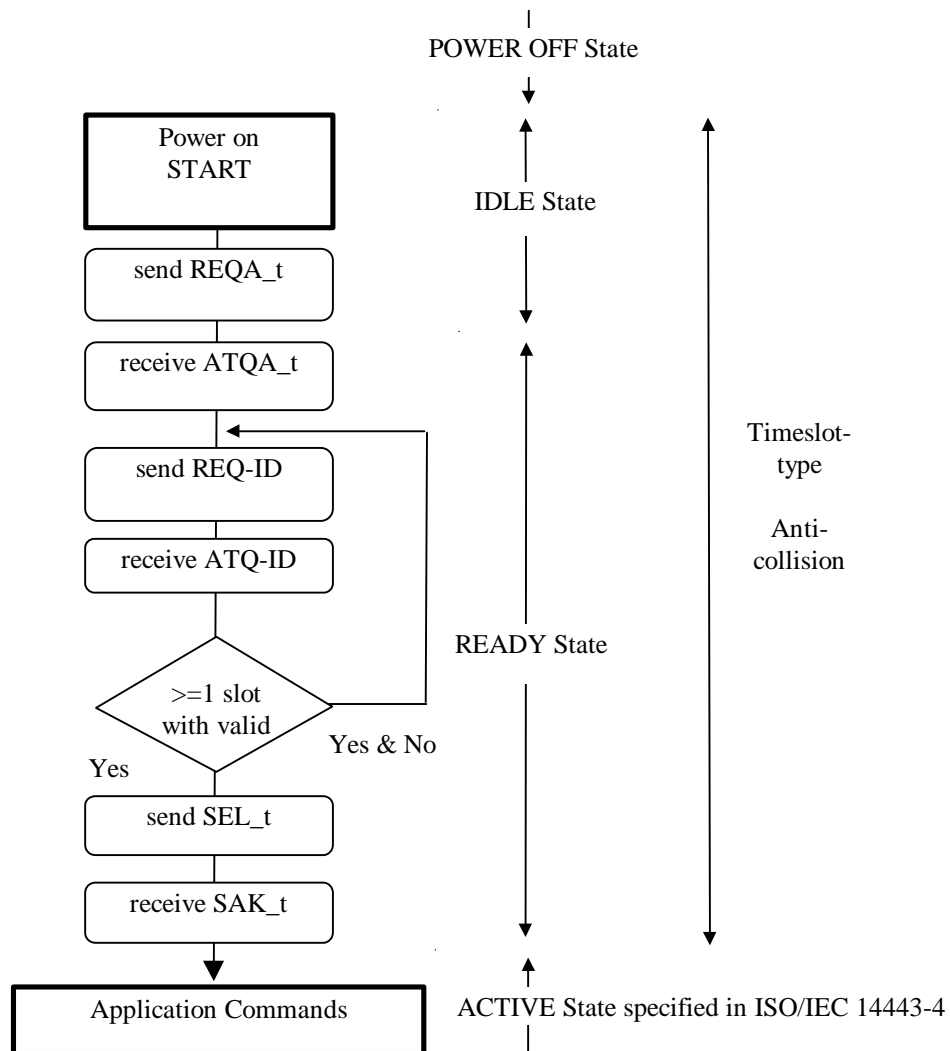 POWER OFF State
Power on
START
IDLE State
send REQA_t
receive ATQA_t
send REQ-ID
receive ATQ-ID
Timeslot-
type
Anti-
collision
READY State
>=1 slot
with valid
Yes & No
Yes
send SEL_t
receive SAK_t
Application Commands
ACTIVE State specified in ISO/IEC 14443-4